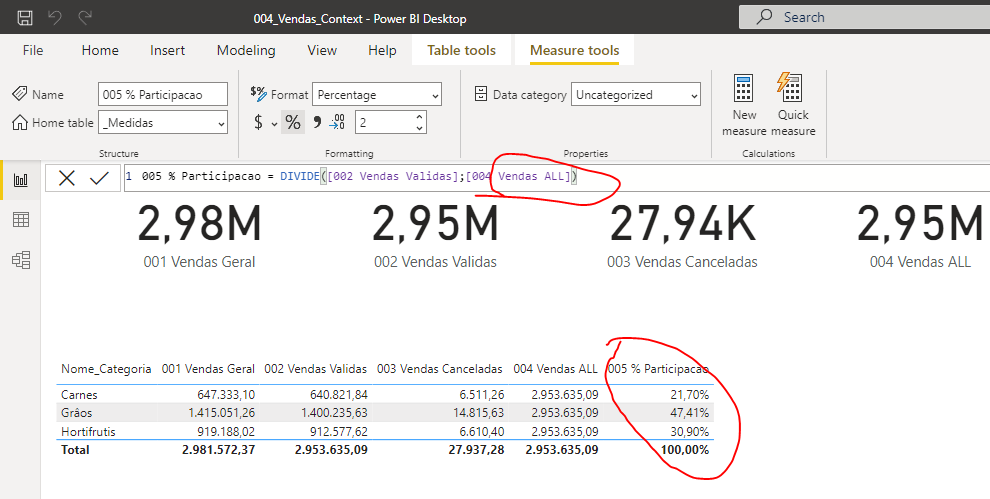 004_Vendas_Context - Power BI Desktop
Search
File Home Insert Modeling View Help Table tools Measure tools
Name 005 % Participacao Format Percentage Data category Uncategorized
Home table _Medidas $ % 2 New measure Quick measure
Structure Formatting Properties Calculations
1 005 % Participacao = DIVIDE([002 Vendas Validas];[004 Vendas ALL])
2,98M 2,95M 27,94K 2,95M
001 Vendas Geral 002 Vendas Validas 003 Vendas Canceladas 004 Vendas ALL
Nome_Categoria 001 Vendas Geral 002 Vendas Validas 003 Vendas Canceladas 004 Vendas ALL 005 % Participacao
Carnes 647.333,10 640.821,84 6.511,26 2.953.635,09 21,70%
Grâos 1.415.051,26 1.400.235,63 14.815,63 2.953.635,09 47,41%
Hortifrutis 919.188,02 912.577,62 6.610,40 2.953.635,09 30,90%
Total 2.981.572,37 2.953.635,09 27.937,28 2.953.635,09 100,00%